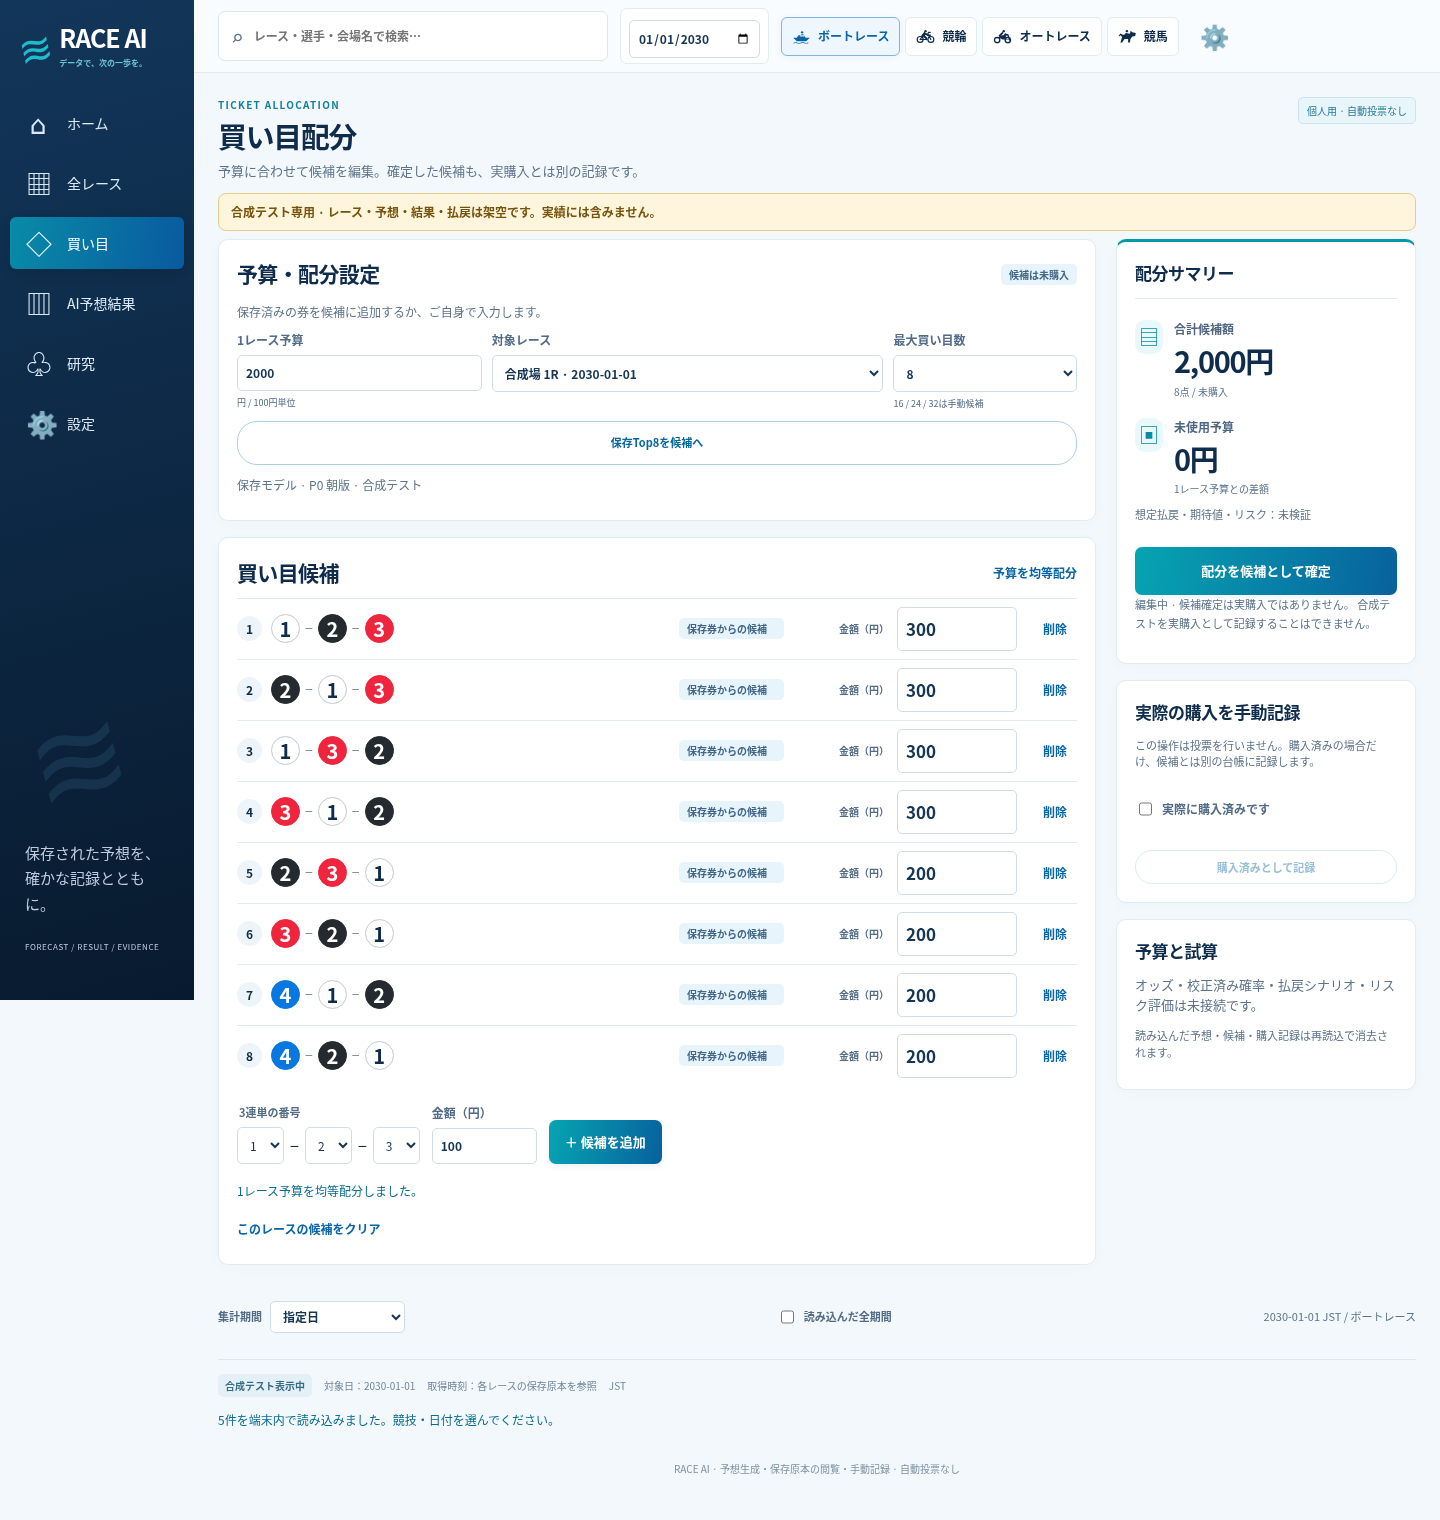 RACE AI
データで、次の一歩を。
ホーム
全レース
買い目
AI予想結果
研究
設定
保存された予想を、
確かな記録ととも
に。
FORECAST / RESULT / EVIDENCE
レース・選手・会場名で検索…
01/01/2030
ボートレース
競輪
オートレース
競馬
TICKET ALLOCATION
個人用 · 自動投票なし
買い目配分
予算に合わせて候補を編集。確定した候補も、実購入とは別の記録です。
合成テスト専用 · レース・予想・結果・払戻は架空です。実績には含みません。
予算・配分設定
候補は未購入
保存済みの券を候補に追加するか、ご自身で入力します。
1レース予算
対象レース
最大買い目数
2000
合成場 1R · 2030-01-01
8
円 / 100円単位
16 / 24 / 32は手動候補
保存Top8を候補へ
保存モデル · P0 朝版 · 合成テスト
買い目候補
予算を均等配分
1 1 – 2 – 3 保存券からの候補 金額（円） 300 削除
2 2 – 1 – 3 保存券からの候補 金額（円） 300 削除
3 1 – 3 – 2 保存券からの候補 金額（円） 300 削除
4 3 – 1 – 2 保存券からの候補 金額（円） 300 削除
5 2 – 3 – 1 保存券からの候補 金額（円） 200 削除
6 3 – 2 – 1 保存券からの候補 金額（円） 200 削除
7 4 – 1 – 2 保存券からの候補 金額（円） 200 削除
8 4 – 2 – 1 保存券からの候補 金額（円） 200 削除
3連単の番号
金額（円）
1 – 2 – 3
100
＋ 候補を追加
1レース予算を均等配分しました。
このレースの候補をクリア
配分サマリー
合計候補額
2,000円
8点 / 未購入
未使用予算
0円
1レース予算との差額
想定払戻・期待値・リスク：未検証
配分を候補として確定
編集中 · 候補確定は実購入ではありません。 合成テ
ストを実購入として記録することはできません。
実際の購入を手動記録
この操作は投票を行いません。購入済みの場合だ
け、候補とは別の台帳に記録します。
実際に購入済みです
購入済みとして記録
予算と試算
オッズ・校正済み確率・払戻シナリオ・リス
ク評価は未接続です。
読み込んだ予想・候補・購入記録は再読込で消去さ
れます。
集計期間
指定日
読み込んだ全期間
2030-01-01 JST / ボートレース
合成テスト表示中
対象日：2030-01-01
取得時刻：各レースの保存原本を参照
JST
5件を端末内で読み込みました。競技・日付を選んでください。
RACE AI · 予想生成・保存原本の閲覧・手動記録 · 自動投票なし